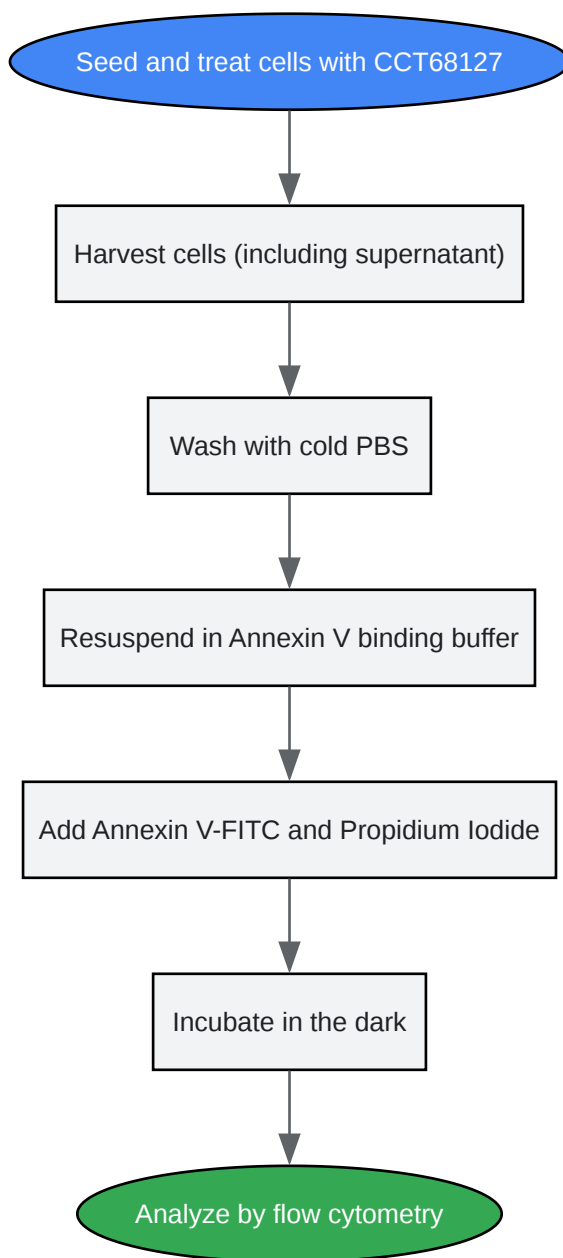 Seed and treat cells with CCT68127
Harvest cells (including supernatant)
Wash with cold PBS
Resuspend in Annexin V binding buffer
Add Annexin V-FITC and Propidium Iodide
Incubate in the dark
Analyze by flow cytometry